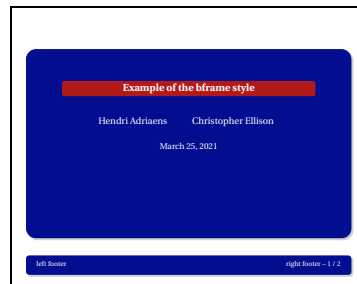 Example of the bframe style
Hendri Adriaens Christopher Ellison
March 25, 2021
left footer right footer – 1 / 2